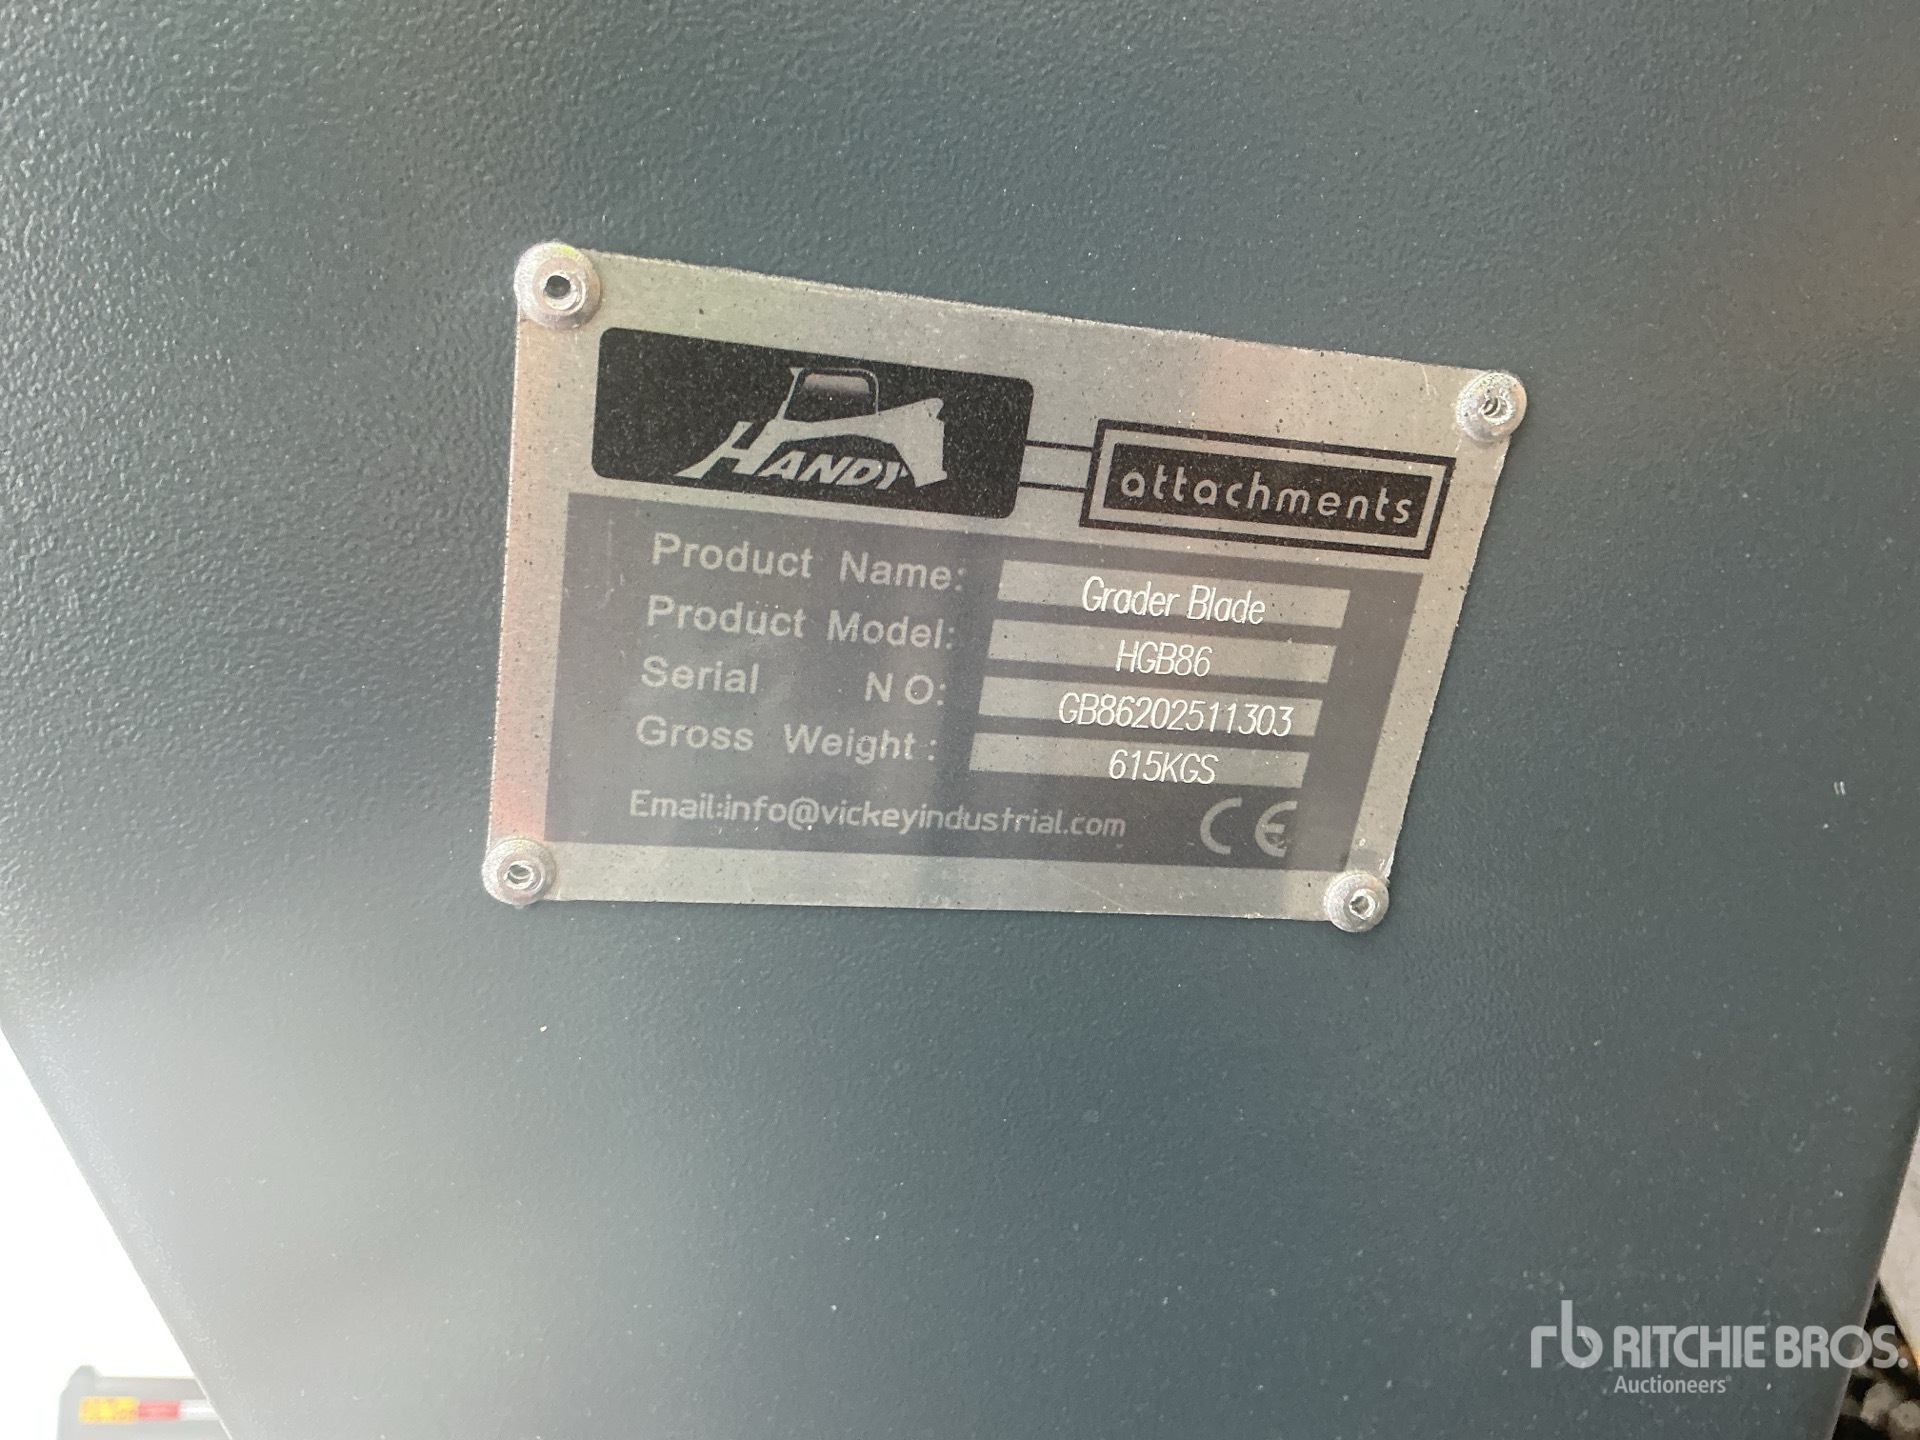 HANDY
attachments
Product Name: Grader Blade
Product Model: HGB86
Serial NO: GB86202511303
Gross Weight: 615KGS
Email:info@vickeyindustrial.com CE
rb RITCHIE BROS.
Auctioneers